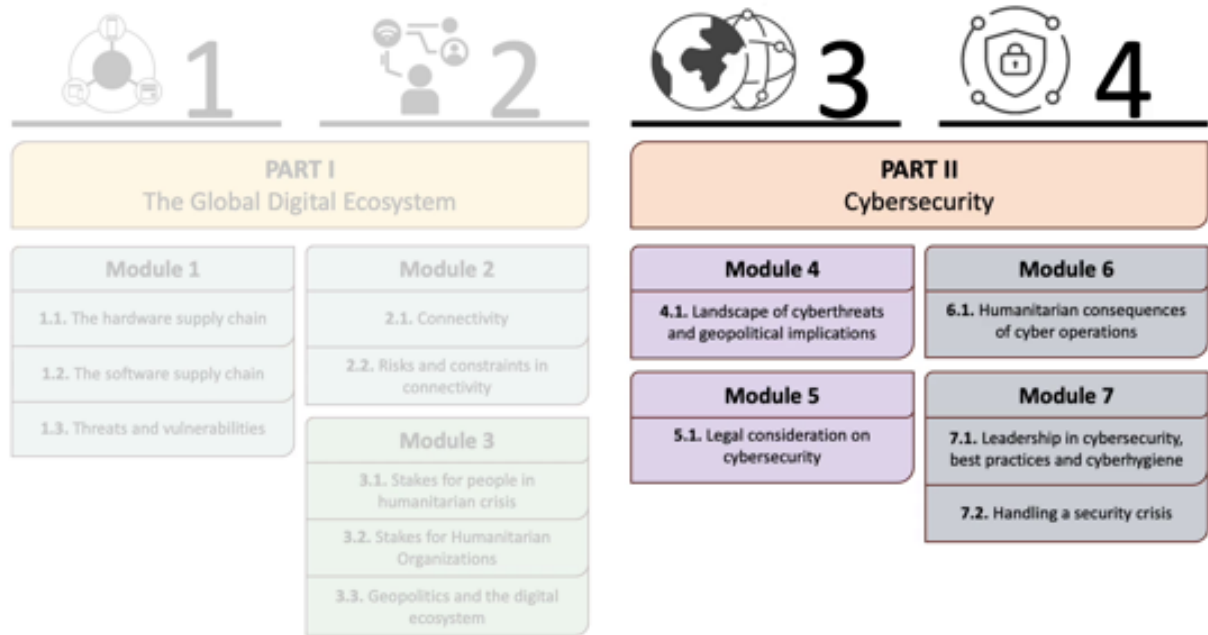 1
2
3
4
PART I
The Global Digital Ecosystem
Module 1
1.1. The hardware supply chain
1.2. The software supply chain
1.3. Threats and vulnerabilities
Module 2
2.1. Connectivity
2.2. Risks and constraints in
connectivity
Module 3
3.1. Stakes for people in
humanitarian crisis
3.2. Stakes for Humanitarian
Organizations
3.3. Geopolitics and the digital
ecosystem
PART II
Cybersecurity
Module 4
4.1. Landscape of cyberthreats
and geopolitical implications
Module 5
5.1. Legal consideration on
cybersecurity
Module 6
6.1. Humanitarian consequences
of cyber operations
Module 7
7.1. Leadership in cybersecurity,
best practices and cyberhygiene
7.2. Handling a security crisis